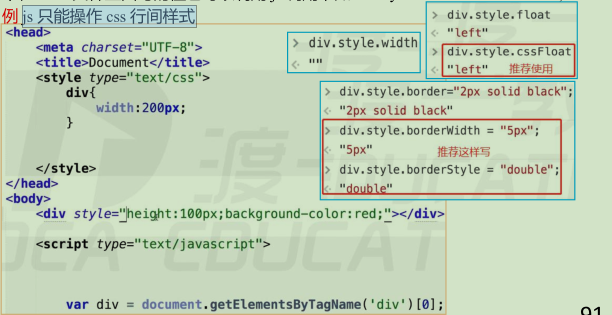 例 js 只能操作 css 行间样式
<head>
<meta charset="UTF-8">
<title>Document</title>
<style type="text/css">
div{
width:200px;
}
</style>
</head>
<body>
<div style="height:100px;background-color:red;"></div>
<script type="text/javascript">
var div = document.getElementsByTagName('div')[0];
> div.style.width
< ""
> div.style.float
< "left"
> div.style.cssFloat
< "left" 推荐使用
> div.style.border="2px solid black";
< "2px solid black"
> div.style.borderWidth = "5px";
< "5px" 推荐这样写
> div.style.borderStyle = "double";
< "double"
91